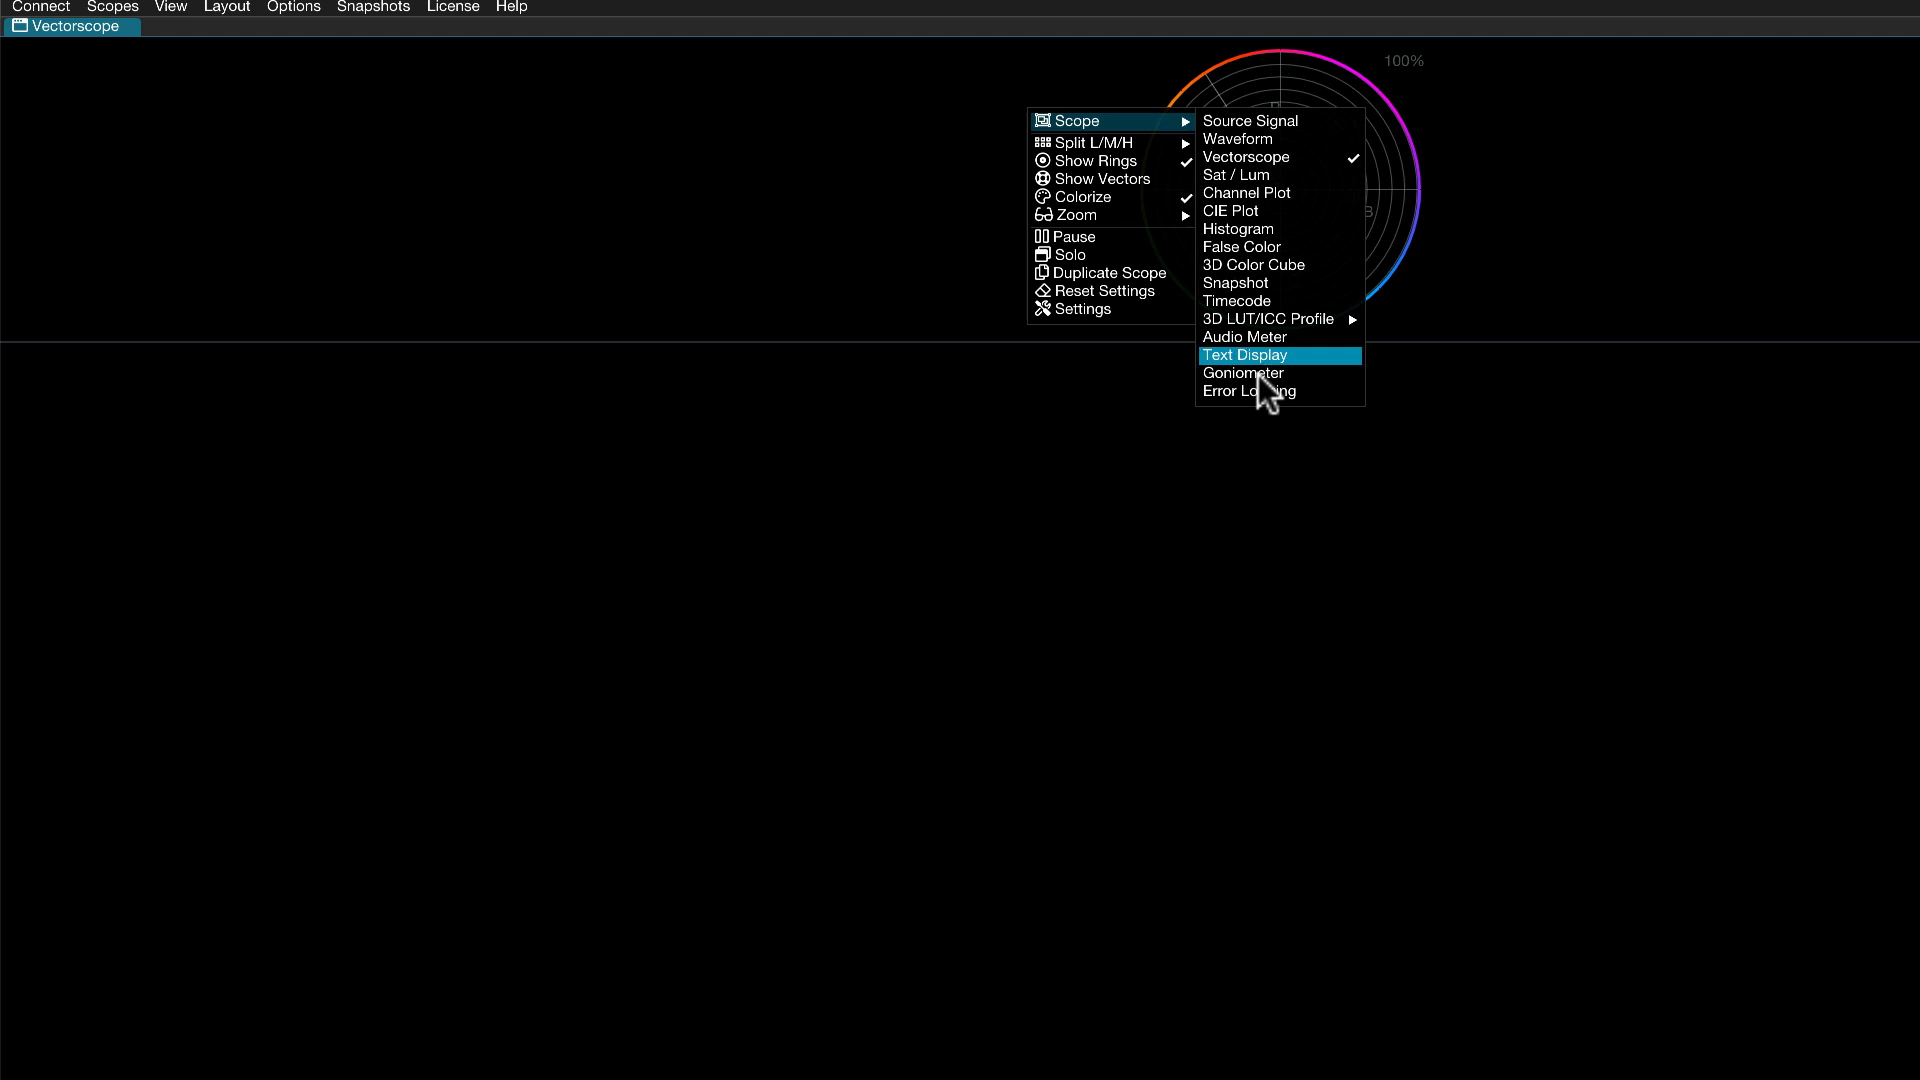 Connect Scopes View Layout Options Snapshots License Help
Vectorscope
100%
Scope
Split L/M/H
Show Rings
Show Vectors
Colorize
Zoom
Pause
Solo
Duplicate Scope
Reset Settings
Settings
Source Signal
Waveform
Vectorscope
Sat / Lum
Channel Plot
CIE Plot
Histogram
False Color
3D Color Cube
Snapshot
Timecode
3D LUT/ICC Profile
Audio Meter
Text Display
Goniometer
Error
B